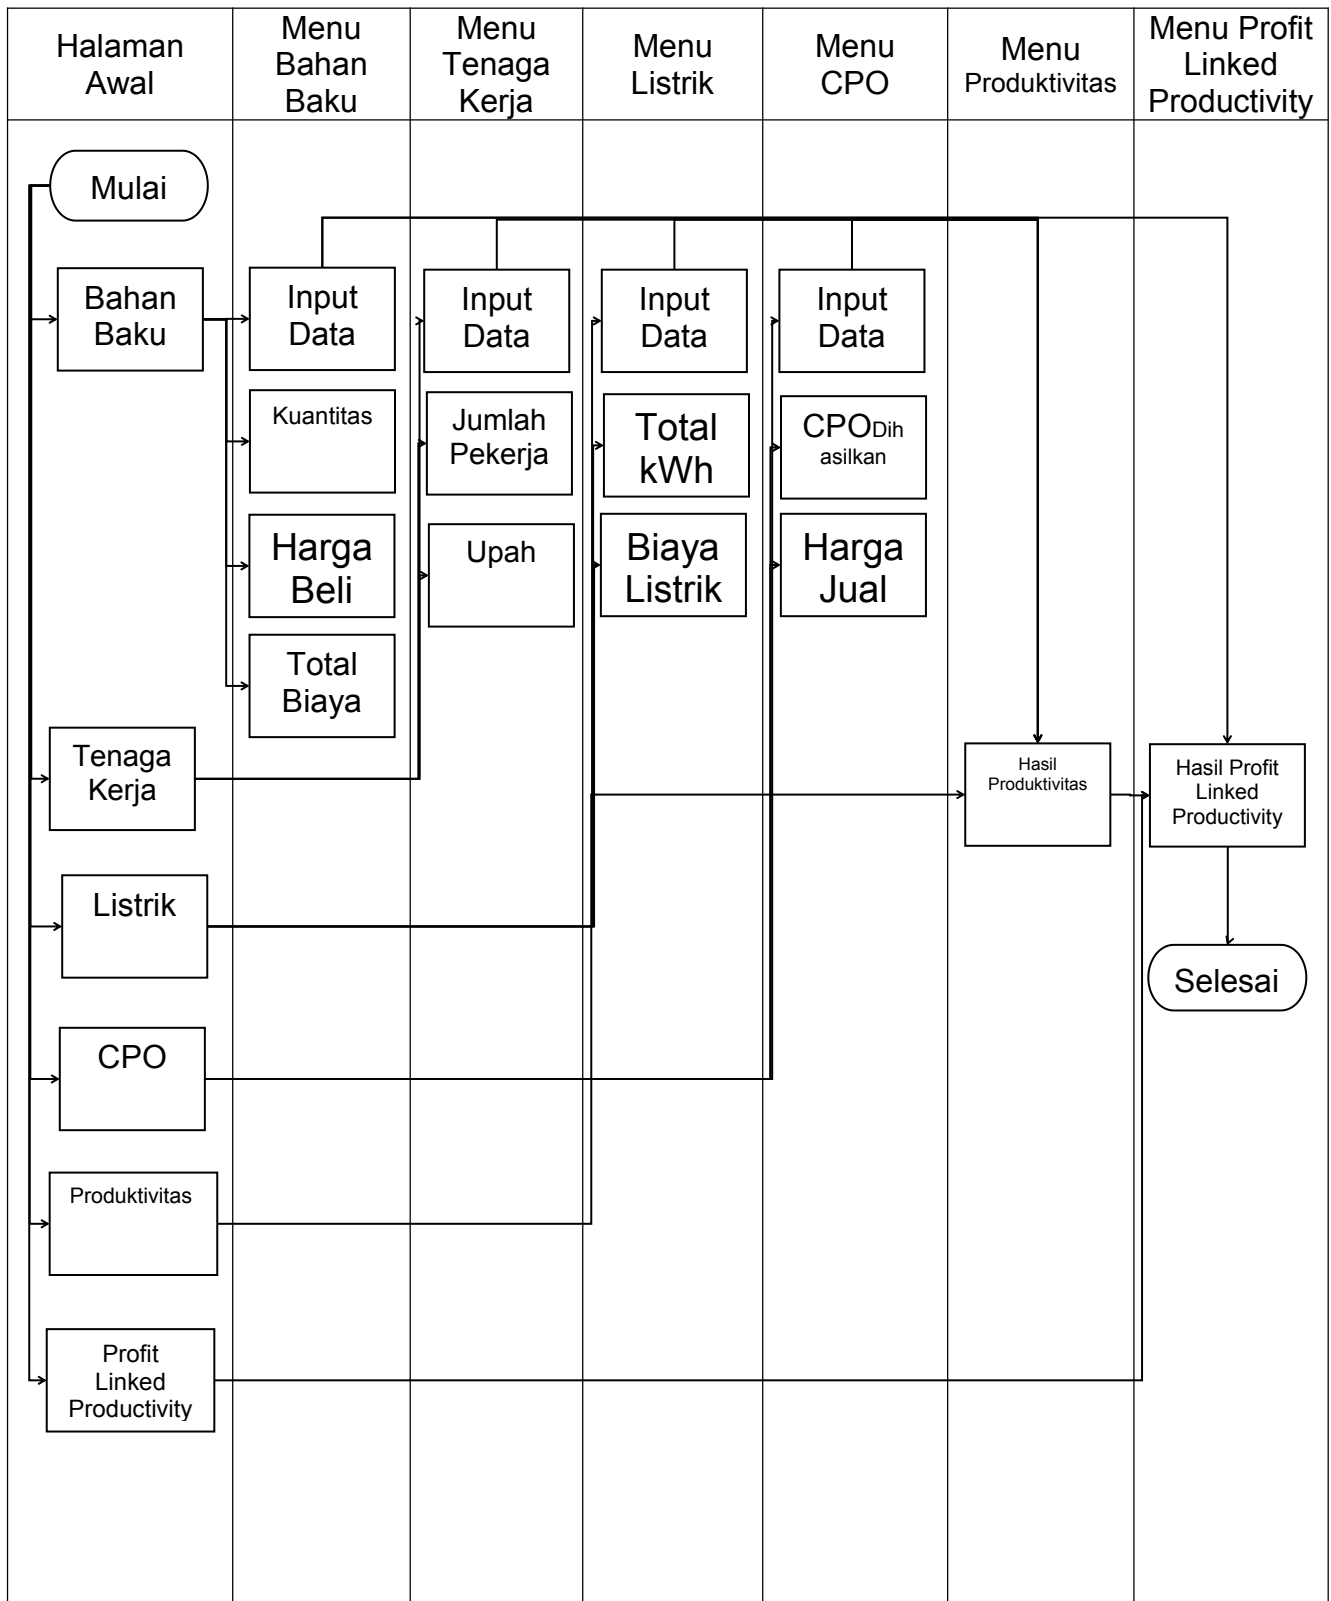 Halaman
Awal
Menu
Bahan
Baku
Menu
Tenaga
Kerja
Menu
Listrik
Menu
CPO
Menu
Produktivitas
Menu Profit
Linked
Productivity
Mulai
Bahan
Baku
Input
Data
Input
Data
Input
Data
Input
Data
Kuantitas
Jumlah
Pekerja
Total
kWh
CPODih
asilkan
Harga
Beli
Upah
Biaya
Listrik
Harga
Jual
Total
Biaya
Tenaga
Kerja
Hasil
Produktivitas
Hasil Profit
Linked
Productivity
Listrik
Selesai
CPO
Produktivitas
Profit
Linked
Productivity